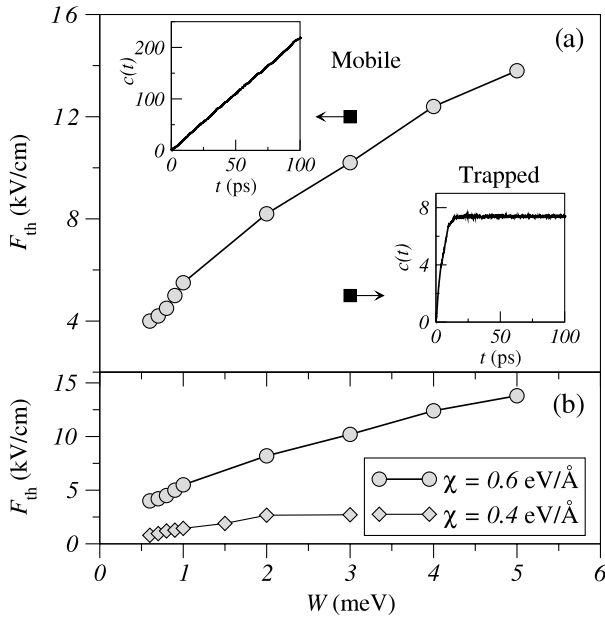 (a)
16
12
8
4
F_th (kV/cm)
Mobile
200
100
0
c(t)
0 50 100
t (ps)
Trapped
8
4
0
c(t)
0 50 100
t (ps)
(b)
15
10
5
0
F_th (kV/cm)
χ = 0.6 eV/Å
χ = 0.4 eV/Å
0 1 2 3 4 5 6
W (meV)